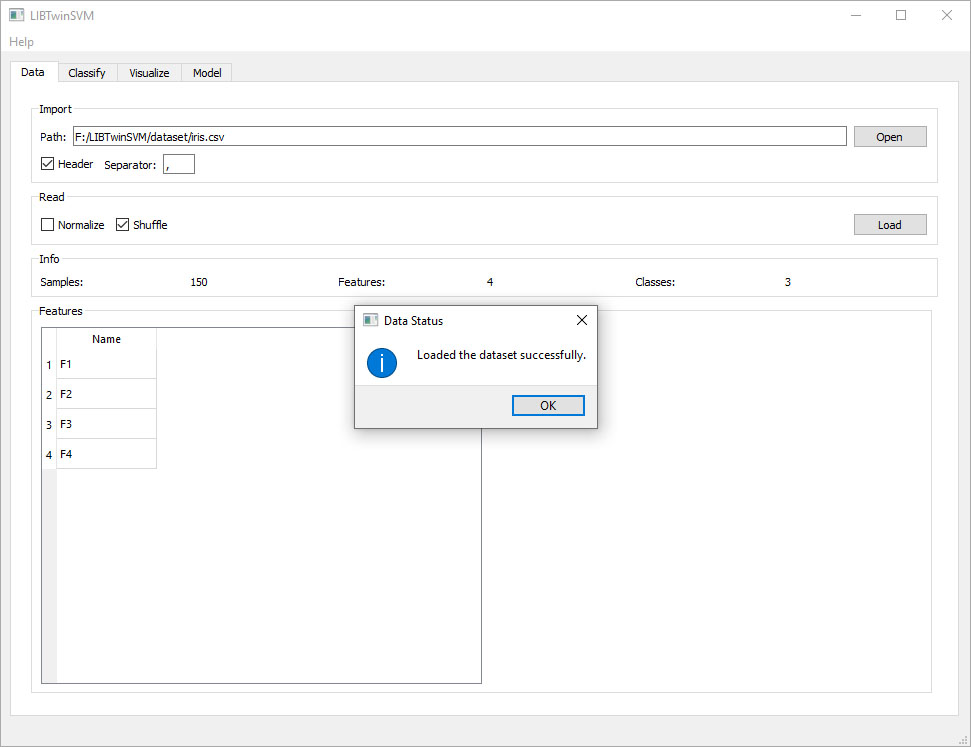 LIBTwinSVM
Help
Data Classify Visualize Model
Import
Path: F:/LIBTwinSVM/dataset/iris.csv Open
Header Separator: ,
Read
Normalize Shuffle Load
Info
Samples: 150 Features: 4 Classes: 3
Features
Name
1 F1
2 F2
3 F3
4 F4
Data Status
Loaded the dataset successfully.
OK